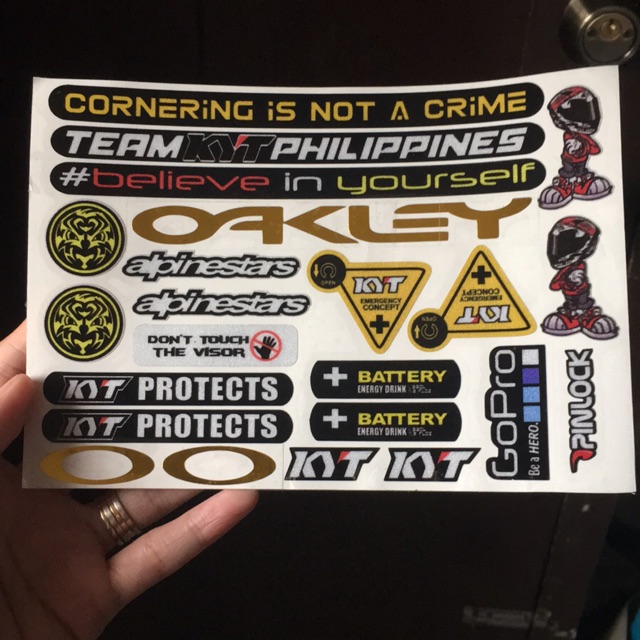 CORNERiNG iS NOT A CRiME
TEAM KYT PHILIPPINES
#believe in yourself
OAKLEY
alpinestars
alpinestars
OPEN
KYT
EMERGENCY
CONCEPT
KYT
EMERGENCY
CONCEPT
DON'T TOUCH
THE VISOR
KYT PROTECTS
KYT PROTECTS
BATTERY
ENERGY DRINK
BATTERY
ENERGY DRINK
KYT
KYT
GoPro
Be a HERO.
PINLOCK